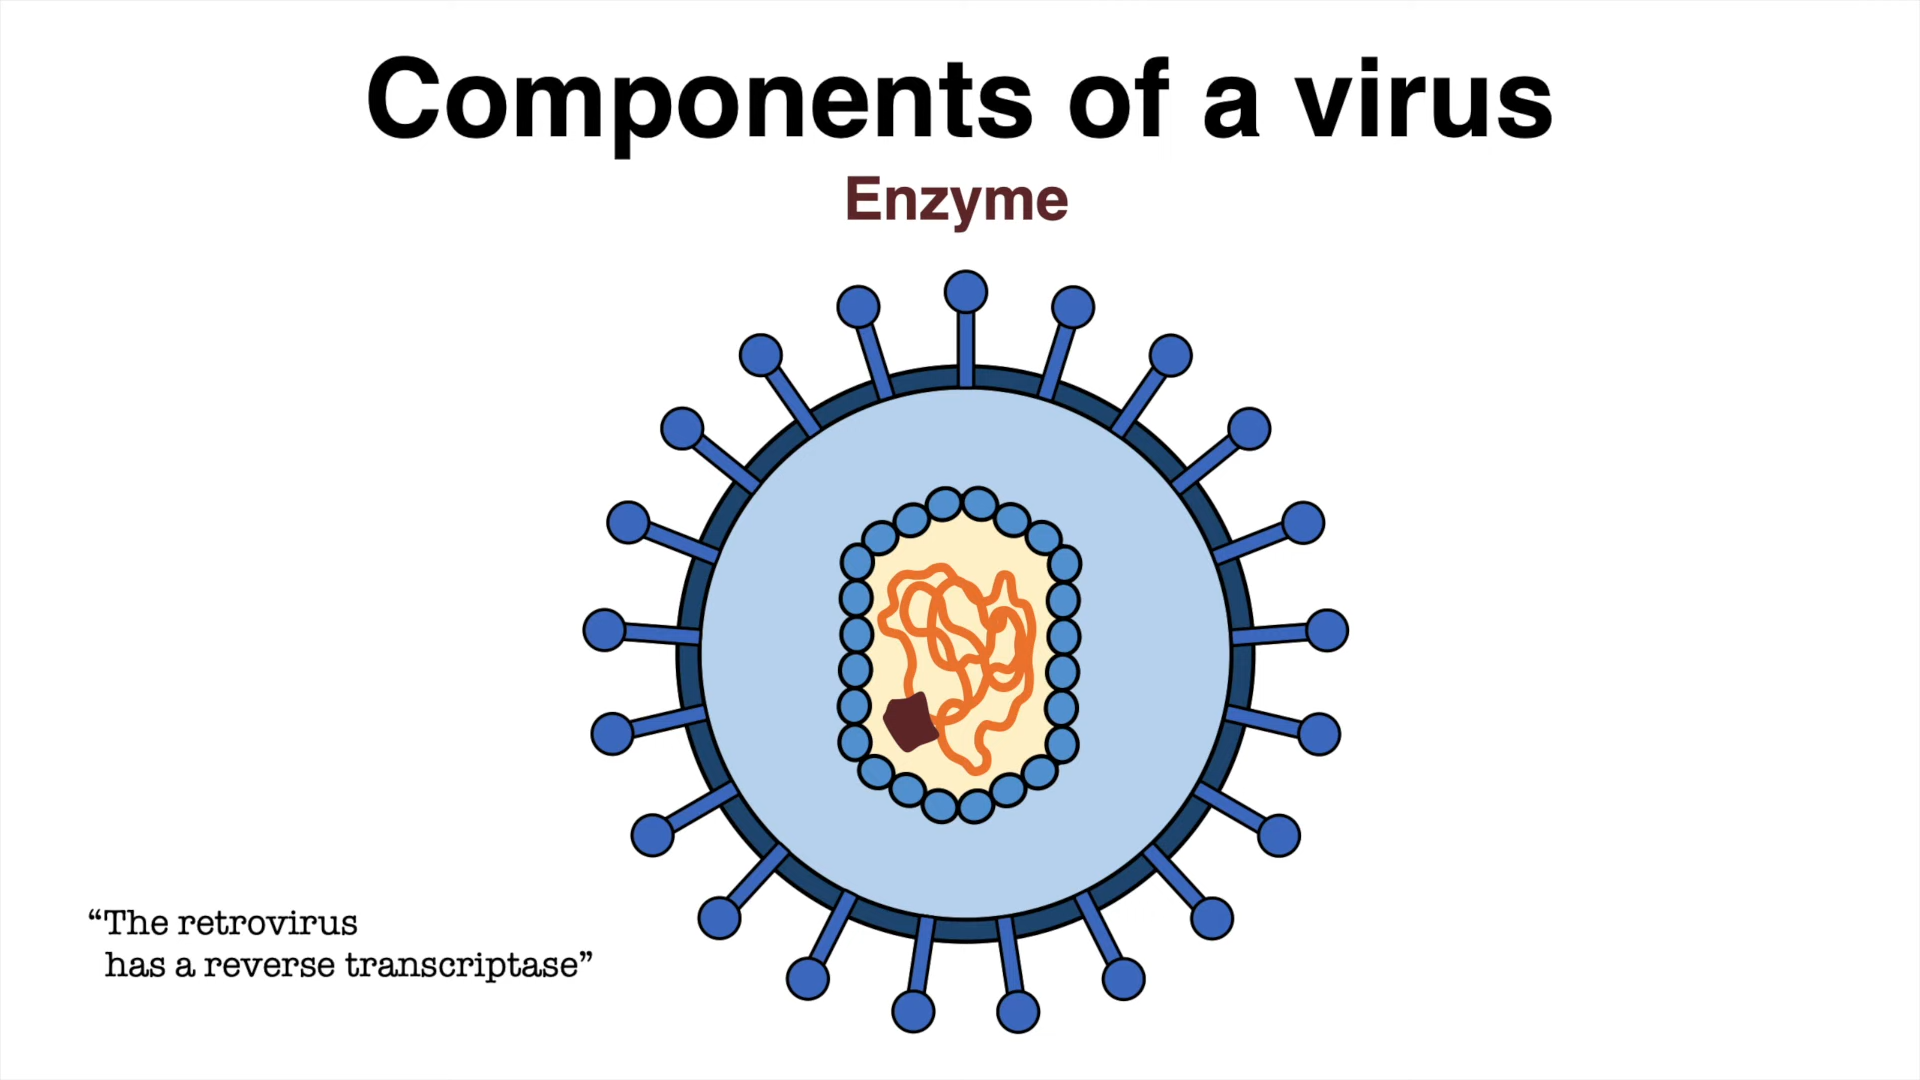 Components of a virus
Enzyme
“The retrovirus
has a reverse transcriptase”